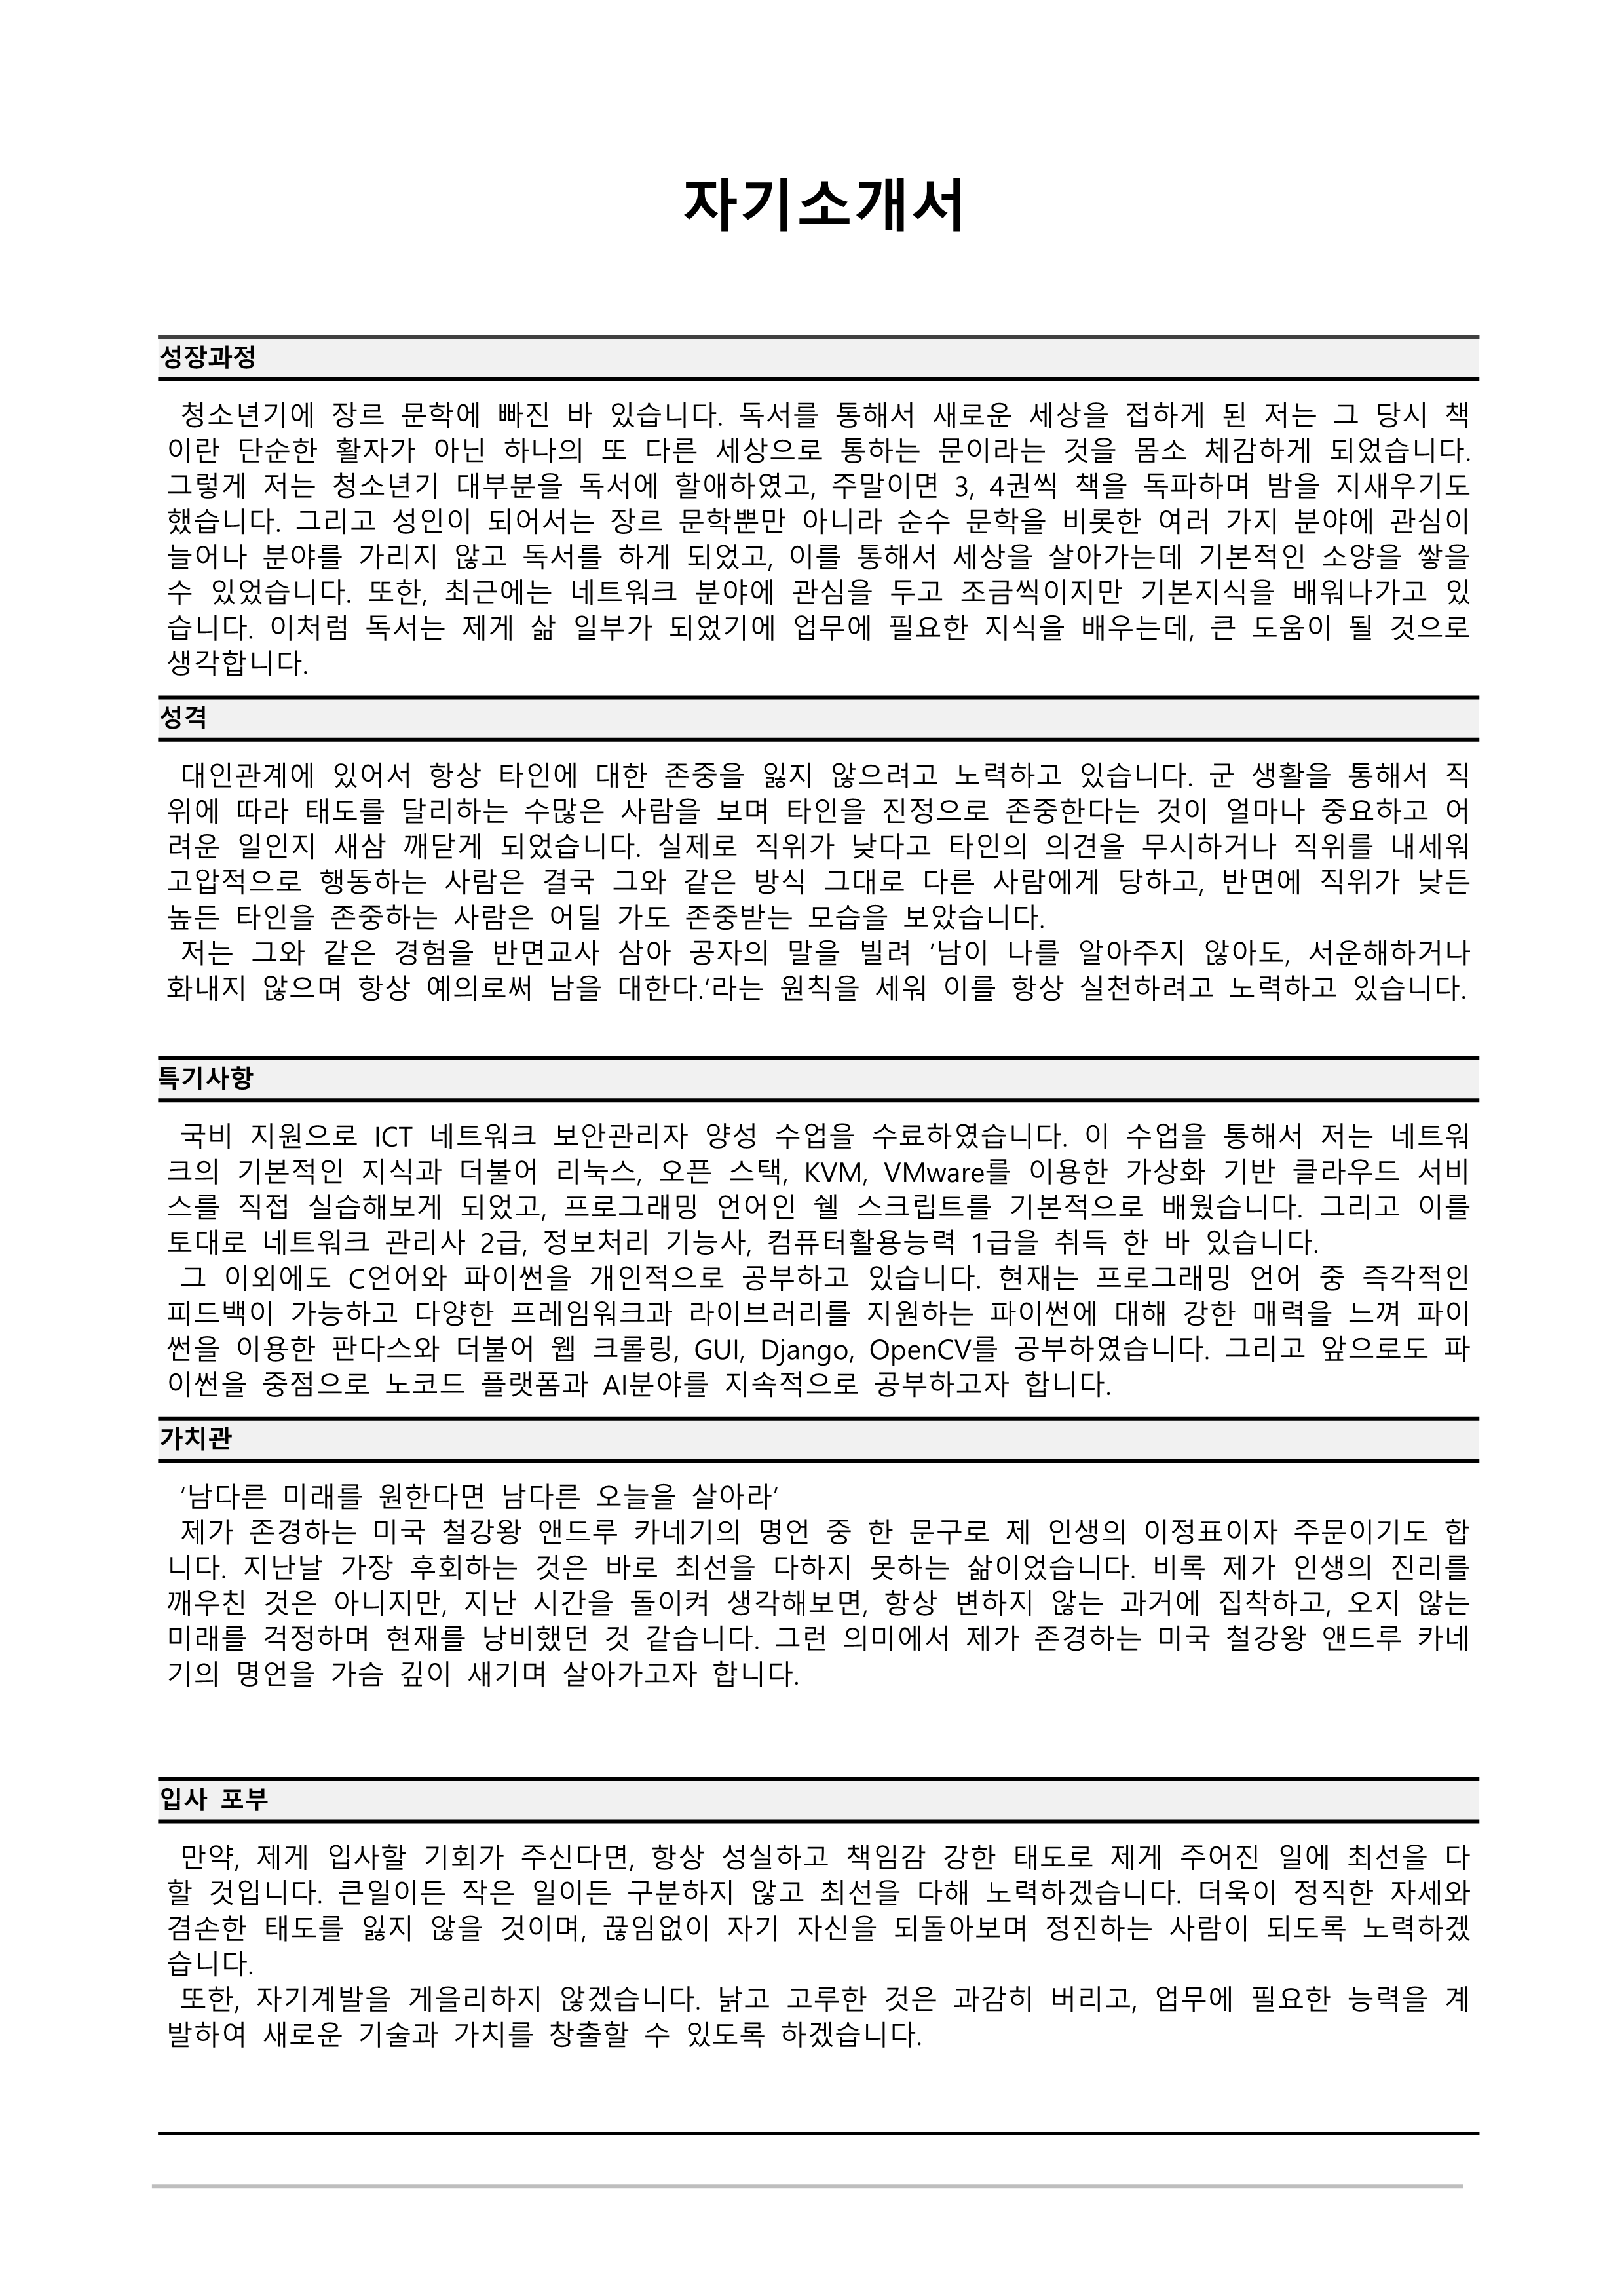 자기소개서
성장과정
청소년기에 장르 문학에 빠진 바 있습니다. 독서를 통해서 새로운 세상을 접하게 된 저는 그 당시 책
이란 단순한 활자가 아닌 하나의 또 다른 세상으로 통하는 문이라는 것을 몸소 체감하게 되었습니다.
그렇게 저는 청소년기 대부분을 독서에 할애하였고, 주말이면 3, 4권씩 책을 독파하며 밤을 지새우기도
했습니다. 그리고 성인이 되어서는 장르 문학뿐만 아니라 순수 문학을 비롯한 여러 가지 분야에 관심이
늘어나 분야를 가리지 않고 독서를 하게 되었고, 이를 통해서 세상을 살아가는데 기본적인 소양을 쌓을
수 있었습니다. 또한, 최근에는 네트워크 분야에 관심을 두고 조금씩이지만 기본지식을 배워나가고 있
습니다. 이처럼 독서는 제게 삶 일부가 되었기에 업무에 필요한 지식을 배우는데, 큰 도움이 될 것으로
생각합니다.
성격
대인관계에 있어서 항상 타인에 대한 존중을 잃지 않으려고 노력하고 있습니다. 군 생활을 통해서 직
위에 따라 태도를 달리하는 수많은 사람을 보며 타인을 진정으로 존중한다는 것이 얼마나 중요하고 어
려운 일인지 새삼 깨닫게 되었습니다. 실제로 직위가 낮다고 타인의 의견을 무시하거나 직위를 내세워
고압적으로 행동하는 사람은 결국 그와 같은 방식 그대로 다른 사람에게 당하고, 반면에 직위가 낮든
높든 타인을 존중하는 사람은 어딜 가도 존중받는 모습을 보았습니다.
저는 그와 같은 경험을 반면교사 삼아 공자의 말을 빌려 ‘남이 나를 알아주지 않아도, 서운해하거나
화내지 않으며 항상 예의로써 남을 대한다.’라는 원칙을 세워 이를 항상 실천하려고 노력하고 있습니다.
특기사항
국비 지원으로 ICT 네트워크 보안관리자 양성 수업을 수료하였습니다. 이 수업을 통해서 저는 네트워
크의 기본적인 지식과 더불어 리눅스, 오픈 스택, KVM, VMware를 이용한 가상화 기반 클라우드 서비
스를 직접 실습해보게 되었고, 프로그래밍 언어인 쉘 스크립트를 기본적으로 배웠습니다. 그리고 이를
토대로 네트워크 관리사 2급, 정보처리 기능사, 컴퓨터활용능력 1급을 취득 한 바 있습니다.
그 이외에도 C언어와 파이썬을 개인적으로 공부하고 있습니다. 현재는 프로그래밍 언어 중 즉각적인
피드백이 가능하고 다양한 프레임워크과 라이브러리를 지원하는 파이썬에 대해 강한 매력을 느껴 파이
썬을 이용한 판다스와 더불어 웹 크롤링, GUI, Django, OpenCV를 공부하였습니다. 그리고 앞으로도 파
이썬을 중점으로 노코드 플랫폼과 AI분야를 지속적으로 공부하고자 합니다.
가치관
‘남다른 미래를 원한다면 남다른 오늘을 살아라’
제가 존경하는 미국 철강왕 앤드루 카네기의 명언 중 한 문구로 제 인생의 이정표이자 주문이기도 합
니다. 지난날 가장 후회하는 것은 바로 최선을 다하지 못하는 삶이었습니다. 비록 제가 인생의 진리를
깨우친 것은 아니지만, 지난 시간을 돌이켜 생각해보면, 항상 변하지 않는 과거에 집착하고, 오지 않는
미래를 걱정하며 현재를 낭비했던 것 같습니다. 그런 의미에서 제가 존경하는 미국 철강왕 앤드루 카네
기의 명언을 가슴 깊이 새기며 살아가고자 합니다.
입사 포부
만약, 제게 입사할 기회가 주신다면, 항상 성실하고 책임감 강한 태도로 제게 주어진 일에 최선을 다
할 것입니다. 큰일이든 작은 일이든 구분하지 않고 최선을 다해 노력하겠습니다. 더욱이 정직한 자세와
겸손한 태도를 잃지 않을 것이며, 끊임없이 자기 자신을 되돌아보며 정진하는 사람이 되도록 노력하겠
습니다.
또한, 자기계발을 게을리하지 않겠습니다. 낡고 고루한 것은 과감히 버리고, 업무에 필요한 능력을 계
발하여 새로운 기술과 가치를 창출할 수 있도록 하겠습니다.